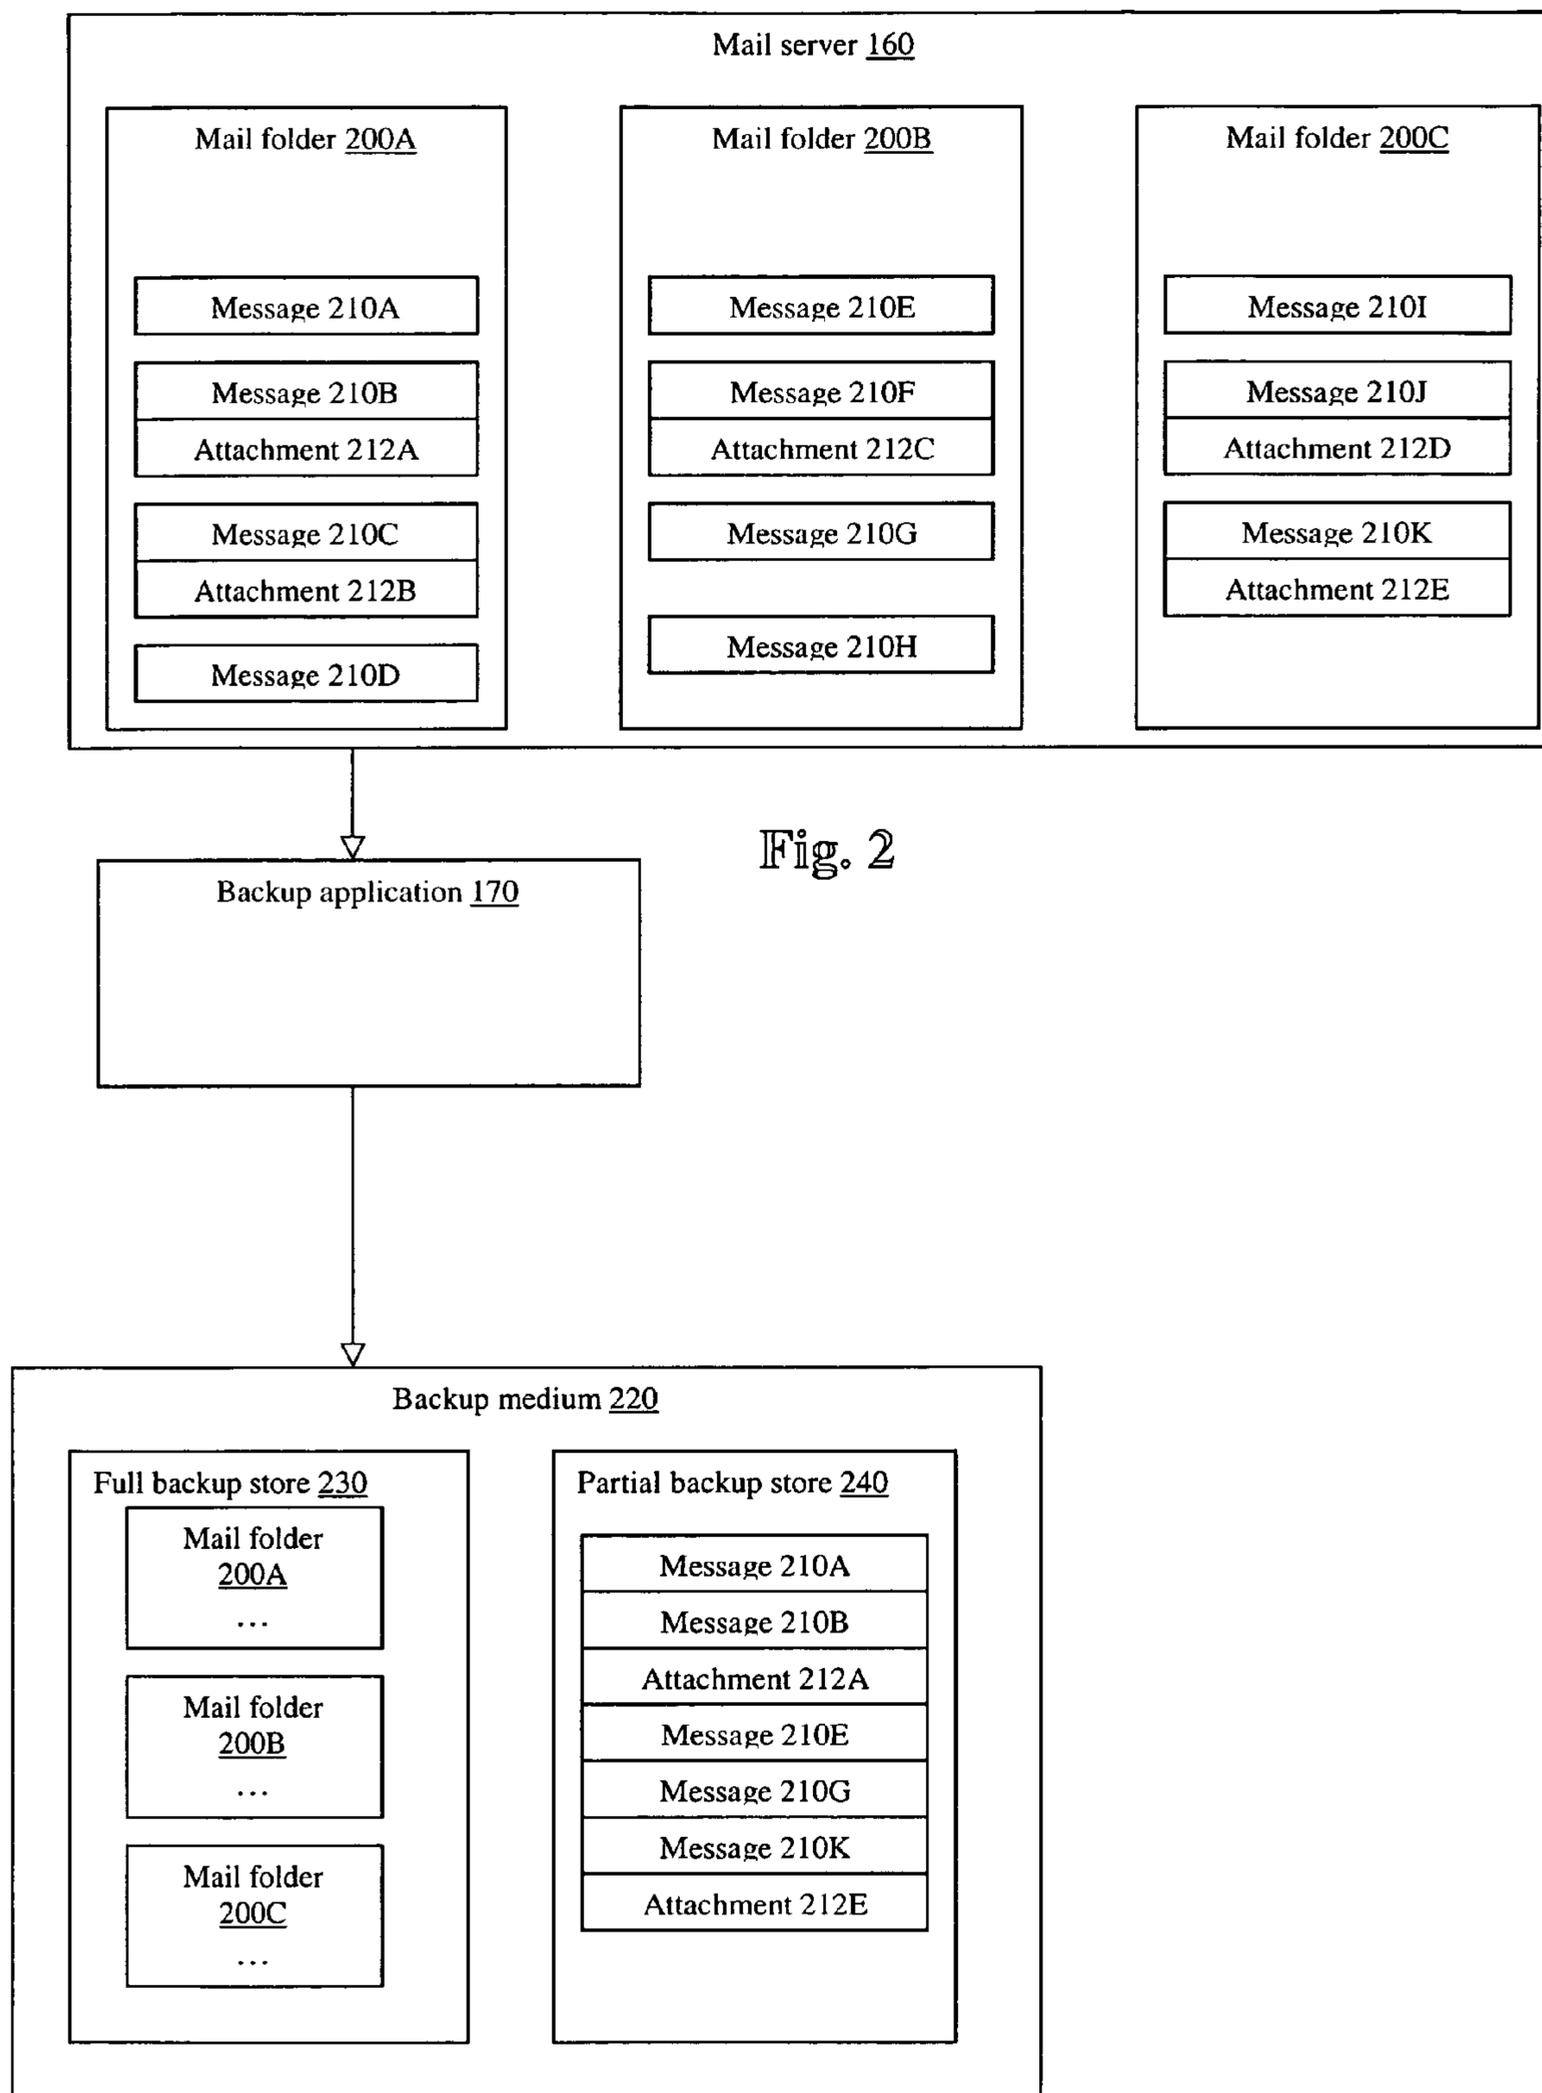 Mail server 160
Mail folder 200A
Message 210A
Message 210B
Attachment 212A
Message 210C
Attachment 212B
Message 210D
Mail folder 200B
Message 210E
Message 210F
Attachment 212C
Message 210G
Message 210H
Mail folder 200C
Message 210I
Message 210J
Attachment 212D
Message 210K
Attachment 212E
Fig. 2
Backup application 170
Backup medium 220
Full backup store 230
Mail folder
200A
...
Mail folder
200B
...
Mail folder
200C
...
Partial backup store 240
Message 210A
Message 210B
Attachment 212A
Message 210E
Message 210G
Message 210K
Attachment 212E